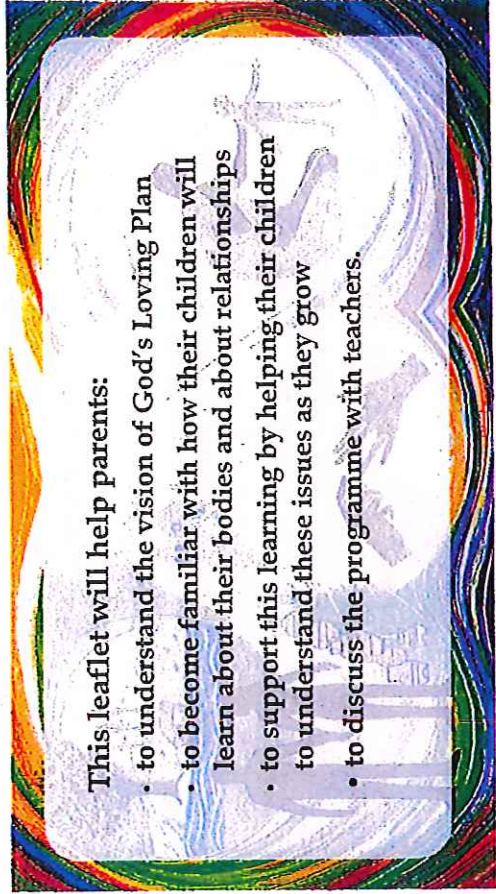 This leaflet will help parents:
• to understand the vision of God's Loving Plan
• to become familiar with how their children will
learn about their bodies and about relationships
• to support this learning by helping their children
to understand these issues as they grow
• to discuss the programme with teachers.